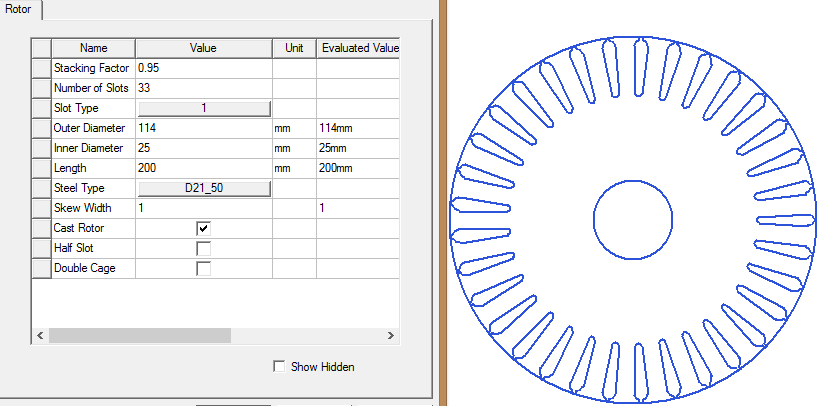 Rotor
Name Value Unit Evaluated Value
Stacking Factor 0.95
Number of Slots 33
Slot Type 1
Outer Diameter 114 mm 114mm
Inner Diameter 25 mm 25mm
Length 200 mm 200mm
Steel Type D21_50
Skew Width 1 1
Cast Rotor
Half Slot
Double Cage
Show Hidden